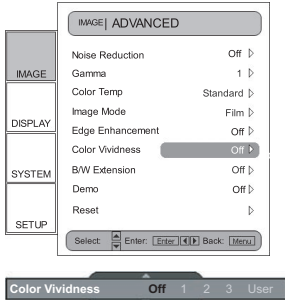 IMAGE| ADVANCED
IMAGE
DISPLAY
SYSTEM
SETUP
Noise Reduction Off
Gamma 1
Color Temp Standard
Image Mode Film
Edge Enhancement Off
Color Vividness Off
B/W Extension Off
Demo Off
Reset
Select: Enter: Enter Back: Menu
Color Vividness Off 1 2 3 User